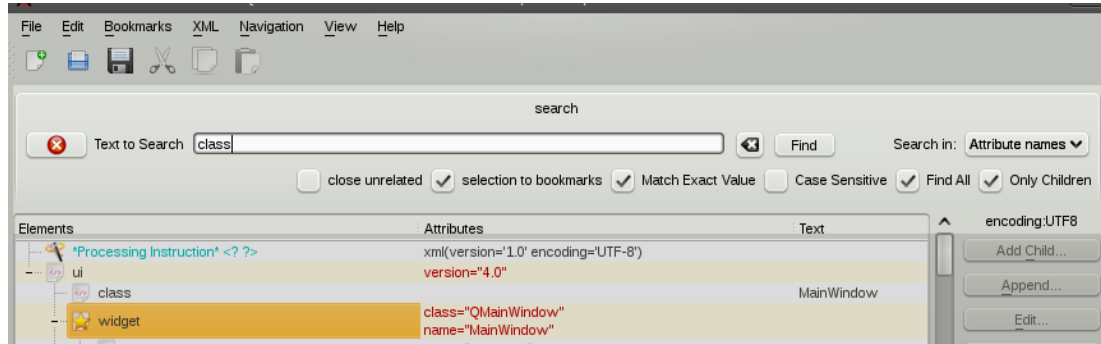 File Edit Bookmarks XML Navigation View Help
search
Text to Search class Find Search in: Attribute names
close unrelated selection to bookmarks Match Exact Value Case Sensitive Find All Only Children
Elements Attributes Text encoding:UTF8
*Processing Instruction* <? ?> xml(version='1.0' encoding='UTF-8') Add Child...
ui version="4.0"
class MainWindow Append...
widget class="QMainWindow" Edit...
name="MainWindow"